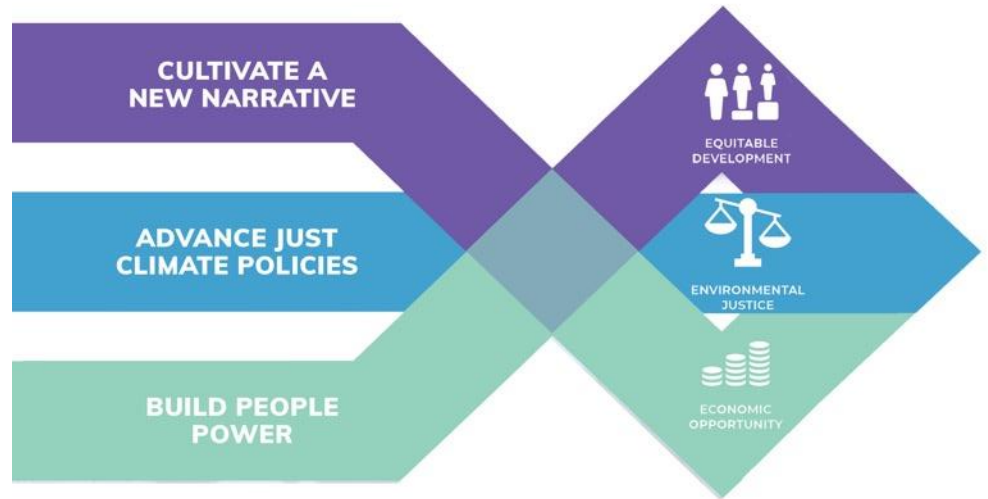 CULTIVATE A
NEW NARRATIVE
ADVANCE JUST
CLIMATE POLICIES
BUILD PEOPLE
POWER
EQUITABLE
DEVELOPMENT
ENVIRONMENTAL
JUSTICE
ECONOMIC
OPPORTUNITY